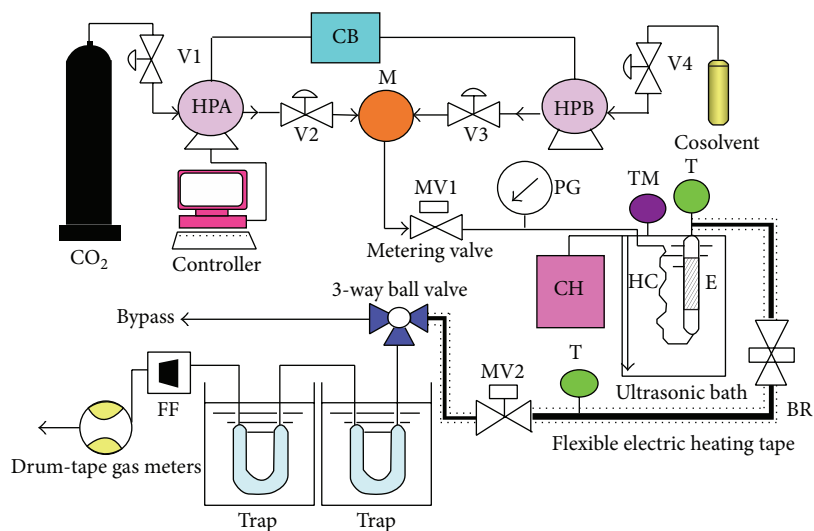 CB
V1
V4
M
HPA
HPB
V2
V3
Cosolvent
T
TM
MV1
PG
Metering valve
CO₂
Controller
CH
HC
E
3-way ball valve
Bypass
T
MV2
Ultrasonic bath
BR
FF
Flexible electric heating tape
Drum-tape gas meters
Trap
Trap